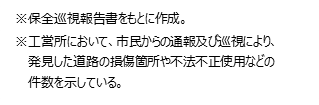 ※保全巡視報告書をもとに作成。
※工営所において、市民からの通報及び巡視により、
発見した道路の損傷箇所や不法不正使用などの
件数を示している。